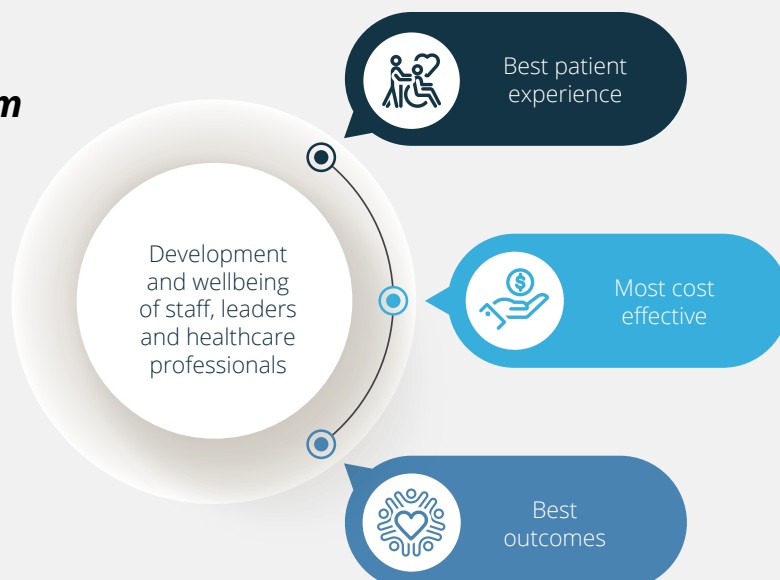 m
Best patient
experience
Development
and wellbeing
of staff, leaders
and healthcare
professionals
$
Most cost
effective
Best
outcomes